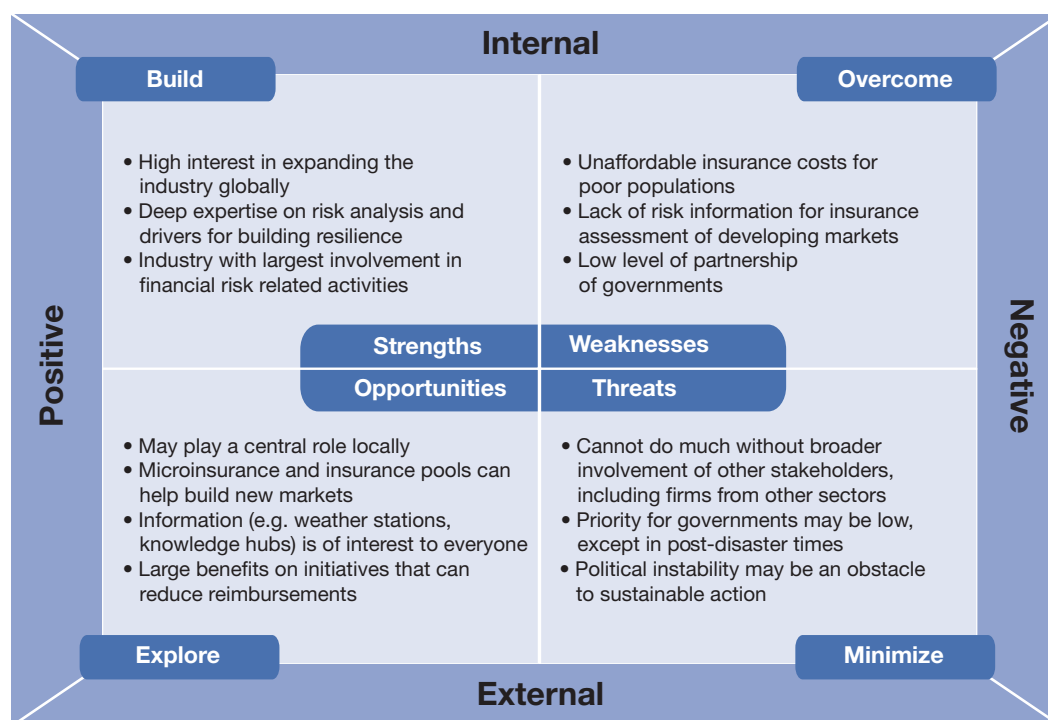 Internal
Build
Overcome
• High interest in expanding the
industry globally
• Deep expertise on risk analysis and
drivers for building resilience
• Industry with largest involvement in
financial risk related activities
• Unaffordable insurance costs for
poor populations
• Lack of risk information for insurance
assessment of developing markets
• Low level of partnership
of governments
Positive
Negative
Strengths
Weaknesses
Opportunities
Threats
• May play a central role locally
• Microinsurance and insurance pools can
help build new markets
• Information (e.g. weather stations,
knowledge hubs) is of interest to everyone
• Large benefits on initiatives that can
reduce reimbursements
• Cannot do much without broader
involvement of other stakeholders,
including firms from other sectors
• Priority for governments may be low,
except in post-disaster times
• Political instability may be an obstacle
to sustainable action
Explore
Minimize
External